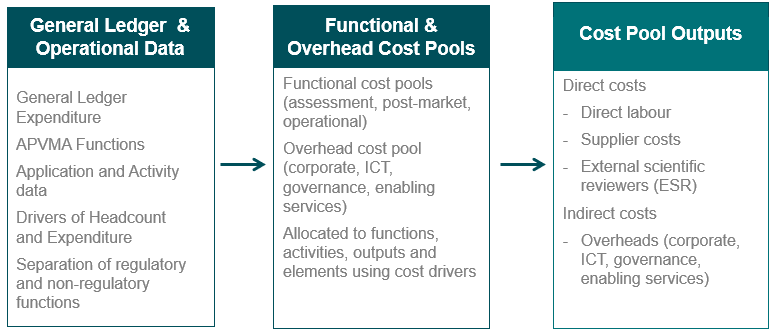 General Ledger &
Operational Data
General Ledger
Expenditure
APVMA Functions
Application and Activity
data
Drivers of Headcount
and Expenditure
Separation of regulatory
and non-regulatory
functions
Functional &
Overhead Cost Pools
Functional cost pools
(assessment, post-market,
operational)
Overhead cost pool
(corporate, ICT,
governance, enabling
services)
Allocated to functions,
activities, outputs and
elements using cost drivers
Cost Pool Outputs
Direct costs
- Direct labour
- Supplier costs
- External scientific
reviewers (ESR)
Indirect costs
- Overheads (corporate,
ICT, governance,
enabling services)